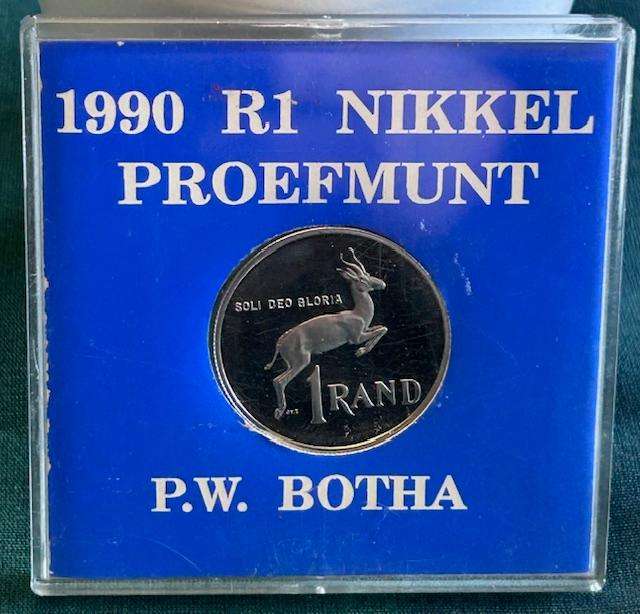 1990 R1 NIKKEL
PROEFMUNT
SOLI DEO GLORIA
1 RAND
P.W. BOTHA